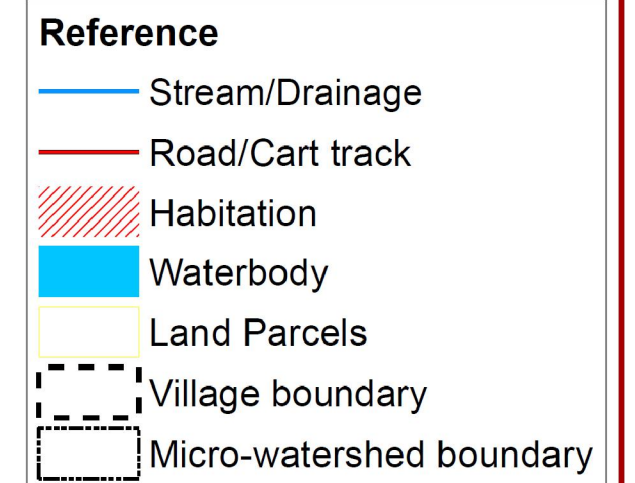 Reference
Stream/Drainage
Road/Cart track
Habitation
Waterbody
Land Parcels
Village boundary
Micro-watershed boundary